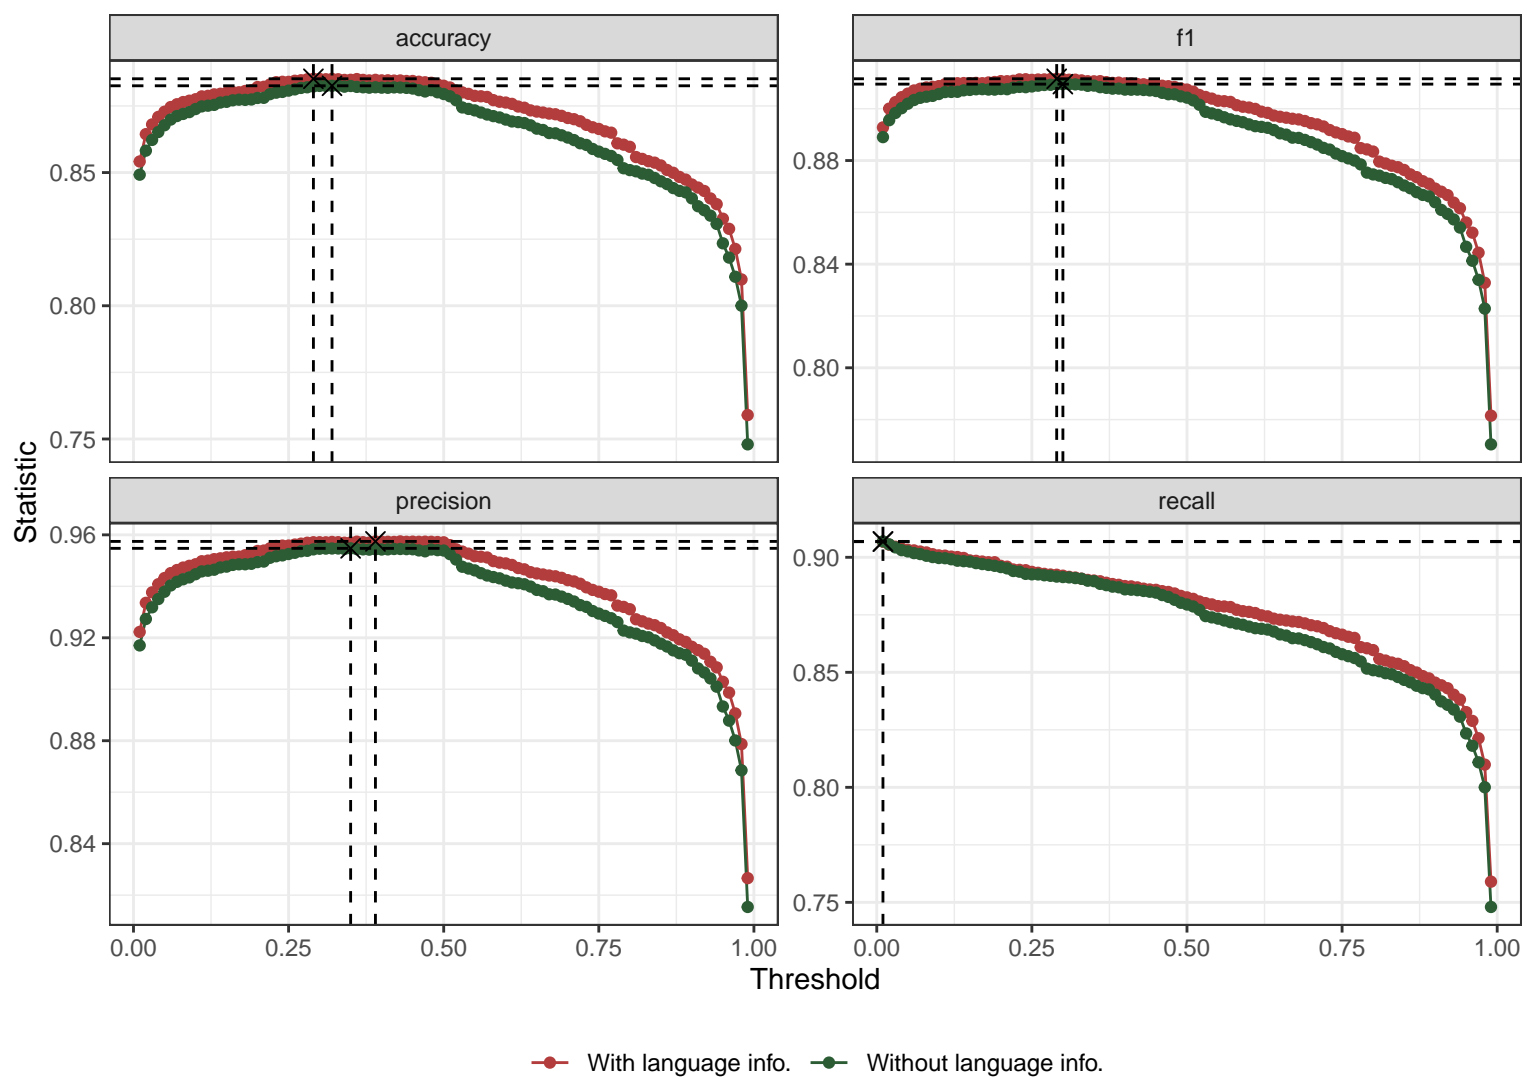 accuracy
f1
0.85
0.80
0.75
0.88
0.84
0.80
Statistic
precision
recall
0.96
0.92
0.88
0.84
0.90
0.85
0.80
0.75
0.00 0.25 0.50 0.75 1.00
0.00 0.25 0.50 0.75 1.00
Threshold
With language info. Without language info.